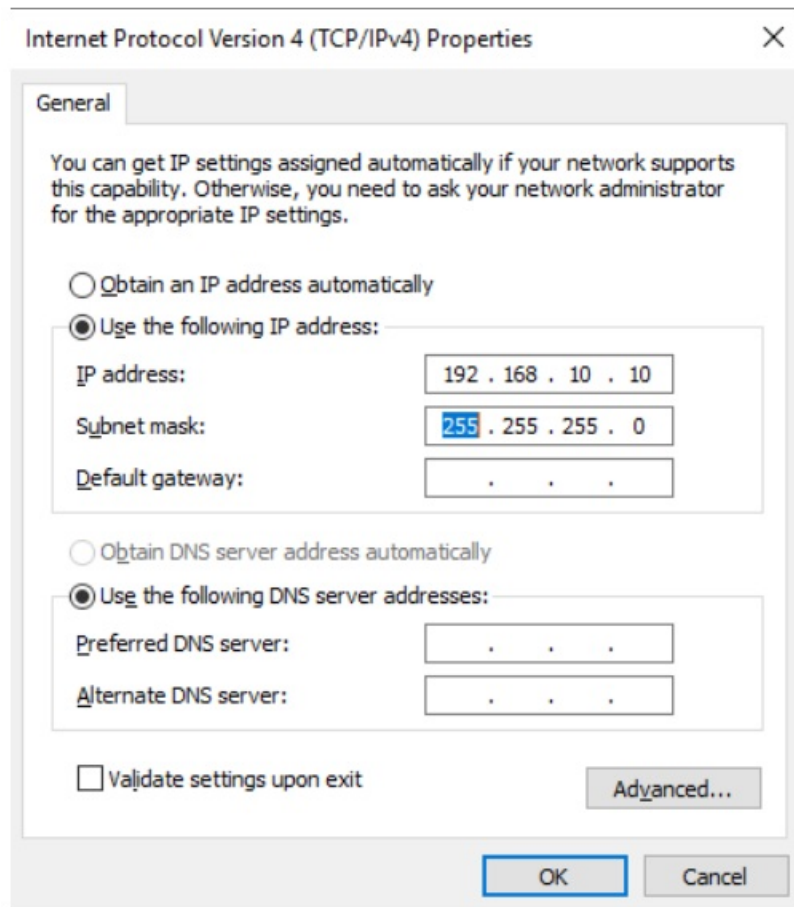 Internet Protocol Version 4 (TCP/IPv4) Properties
General
You can get IP settings assigned automatically if your network supports
this capability. Otherwise, you need to ask your network administrator
for the appropriate IP settings.
Obtain an IP address automatically
Use the following IP address:
IP address: 192 . 168 . 10 . 10
Subnet mask: 255 . 255 . 255 . 0
Default gateway: . . .
Obtain DNS server address automatically
Use the following DNS server addresses:
Preferred DNS server: . . .
Alternate DNS server: . . .
Validate settings upon exit
Advanced...
OK Cancel